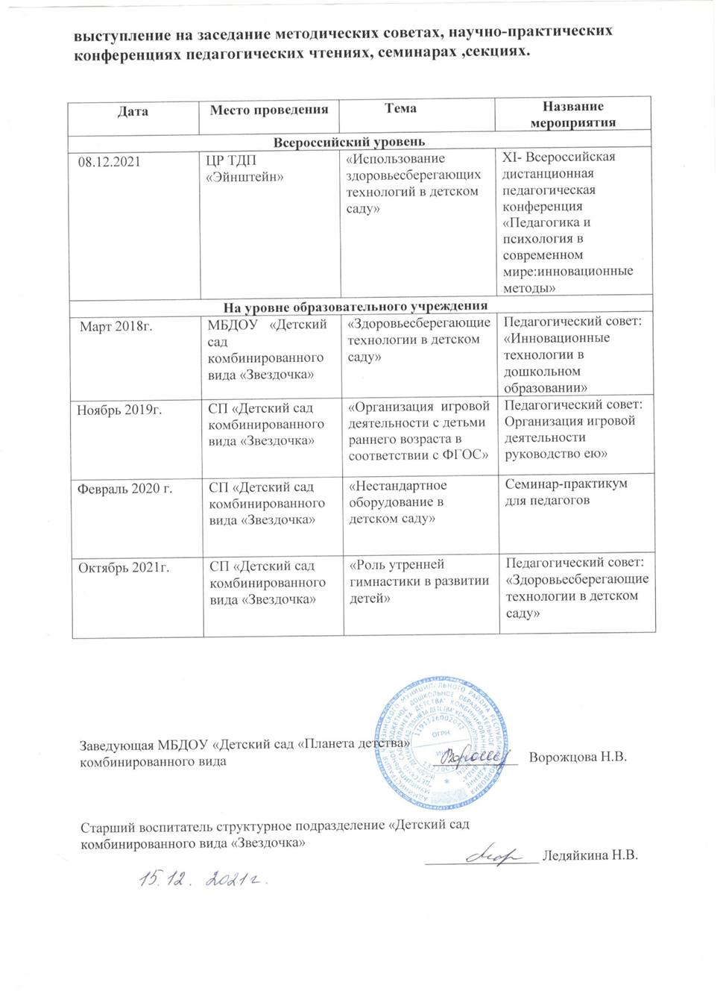 выступление на заседание методических советах, научно-практических
конференциях педагогических чтениях, семинарах ,секциях.
Дата
Место проведения
Тема
Название
мероприятия
Всероссийский уровень
08.12.2021
ЦР ТДП
«Эйнштейн»
«Использование
здоровьесберегающих
технологий в детском
саду»
XI- Всероссийская
дистанционная
педагогическая
конференция
«Педагогика и
психология в
современном
мире:инновационные
методы»
На уровне образовательного учреждения
Март 2018г.
МБДОУ «Детский
сад
комбинированного
вида «Звездочка»
«Здоровьесберегающие
технологии в детском
саду»
Педагогический совет:
«Инновационные
технологии в
дошкольном
образовании»
Ноябрь 2019г.
СП «Детский сад
комбинированного
вида «Звездочка»
«Организация игровой
деятельности с детьми
раннего возраста в
соответствии с ФГОС»
Педагогический совет:
Организация игровой
деятельности
руководство ею»
Февраль 2020 г.
СП «Детский сад
комбинированного
вида «Звездочка»
«Нестандартное
оборудование в
детском саду»
Семинар-практикум
для педагогов
Октябрь 2021г.
СП «Детский сад
комбинированного
вида «Звездочка»
«Роль утренней
гимнастики в развитии
детей»
Педагогический совет:
«Здоровьесберегающие
технологии в детском
саду»
Заведующая МБДОУ «Детский сад «Планета детства»
комбинированного вида
Ворожцова Н.В.
ОГРН
Старший воспитатель структурное подразделение «Детский сад
комбинированного вида «Звездочка»
Ледяйкина Н.В.
15.12. 2021г.